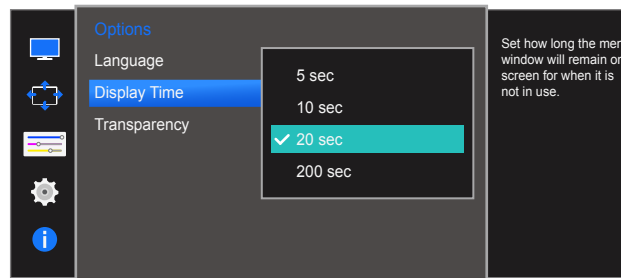 Options
Language
Display Time
Transparency
5 sec
10 sec
20 sec
200 sec
Set how long the
window will remain
screen for when it is
not in use.
i